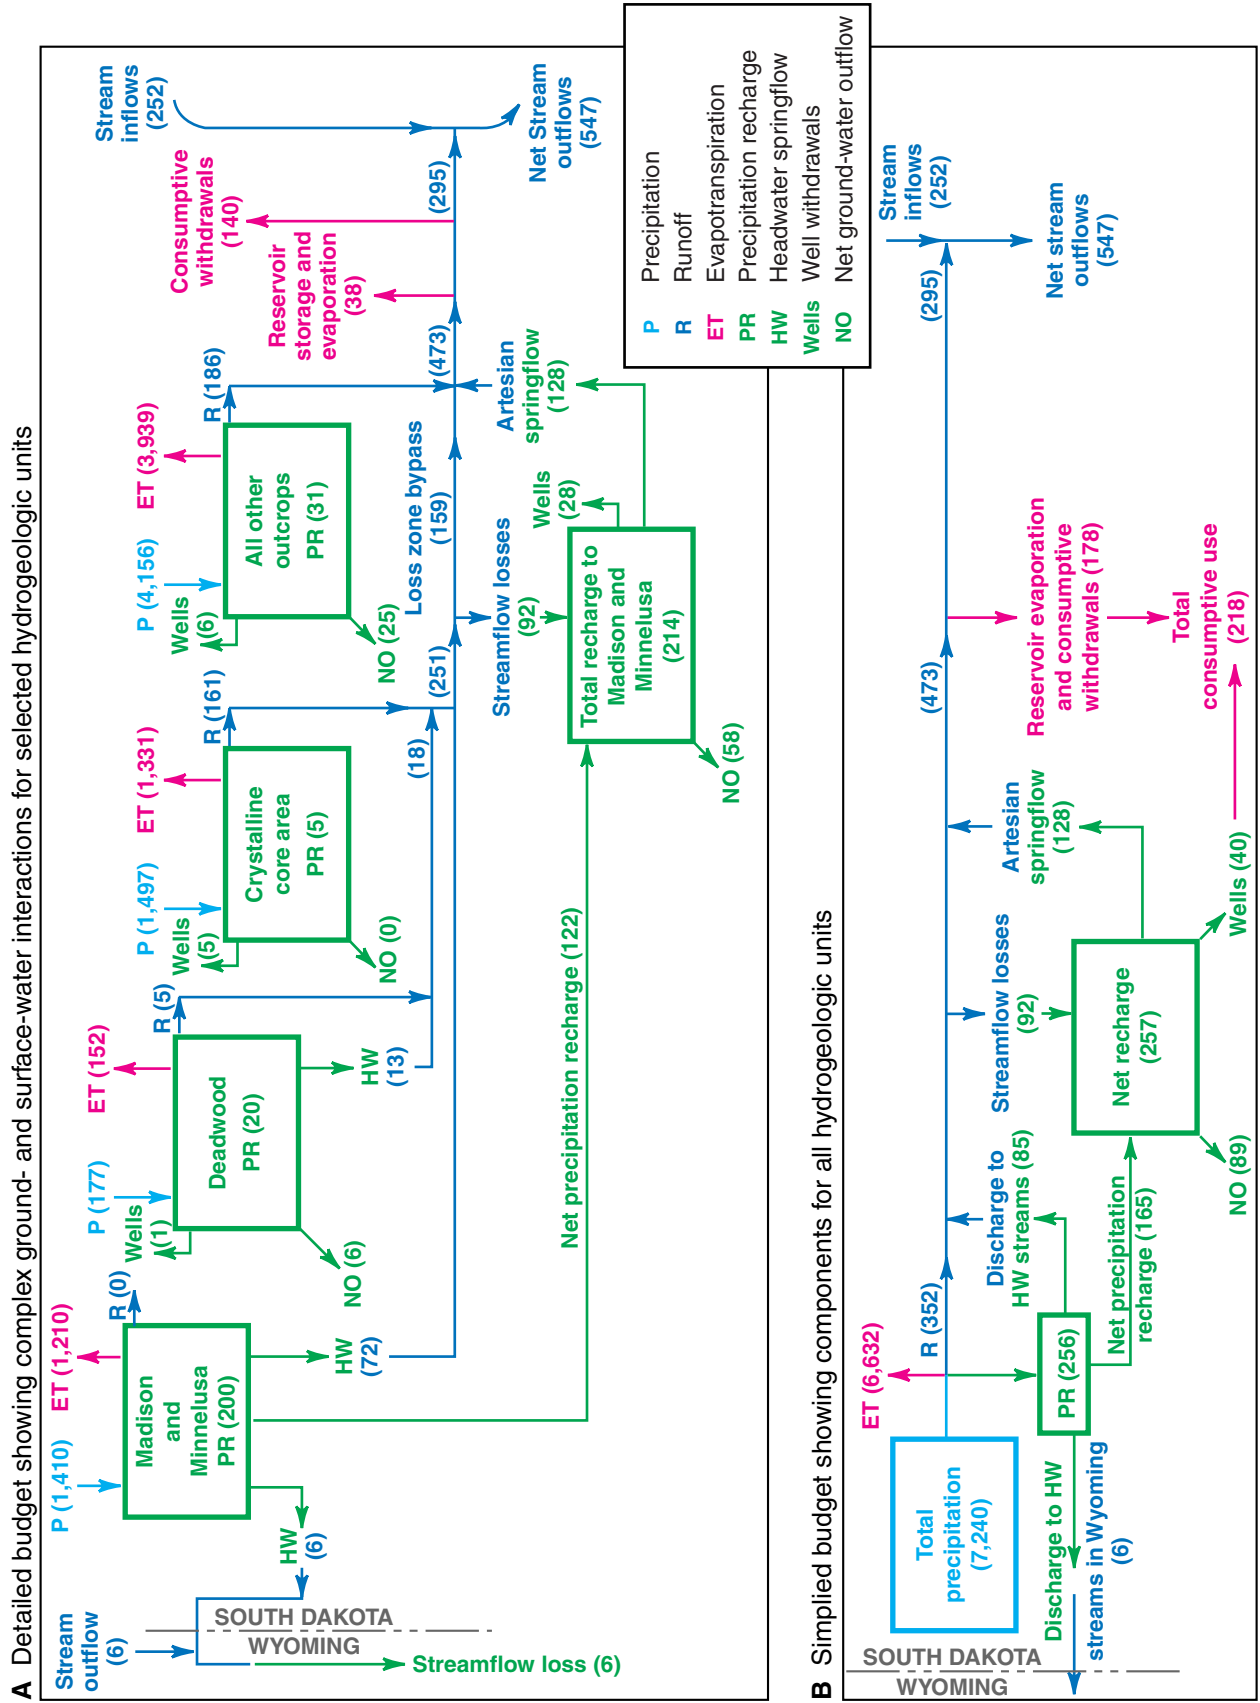 A Detailed budget showing complex ground- and surface-water interactions for selected hydrogeologic units
Stream
outflow
(6)
SOUTH DAKOTA
WYOMING
Streamflow loss (6)
HW
(6)
P (1,410)
ET (1,210)
Madison
and
Minnelusa
PR (200)
R (0)
HW
(72)
P (177)
ET (152)
Wells
(1)
Deadwood
PR (20)
R (5)
NO (6)
HW
(13)
P (1,497)
ET (1,331)
Wells
(5)
Crystalline
core area
PR (5)
R (161)
NO (0)
(18)
P (4,156)
ET (3,939)
Wells
(6)
All other
outcrops
PR (31)
R (186)
NO (25)
(251)
Loss zone bypass
(159)
(473)
Streamflow losses
(92)
Net precipitation recharge (122)
Total recharge to
Madison and
Minnelusa
(214)
NO (58)
Wells
(28)
Artesian
springflow
(128)
Reservoir
storage and
evaporation
(38)
Consumptive
withdrawals
(140)
(295)
Stream
inflows
(252)
Net Stream
outflows
(547)
P Precipitation
R Runoff
ET Evapotranspiration
PR Precipitation recharge
HW Headwater springflow
Wells Well withdrawals
NO Net ground-water outflow
B Simplied budget showing components for all hydrogeologic units
SOUTH DAKOTA
WYOMING
Total
precipitation
(7,240)
ET (6,632)
R (352)
PR (256)
Discharge to HW
streams in Wyoming
(6)
Discharge to
HW streams (85)
Net precipitation
recharge (165)
Streamflow losses
(92)
Net recharge
(257)
NO (89)
Wells (40)
Artesian
springflow
(128)
(473)
Reservoir evaporation
and consumptive
withdrawals (178)
Total
consumptive use
(218)
(295)
Stream
inflows
(252)
Net stream
outflows
(547)